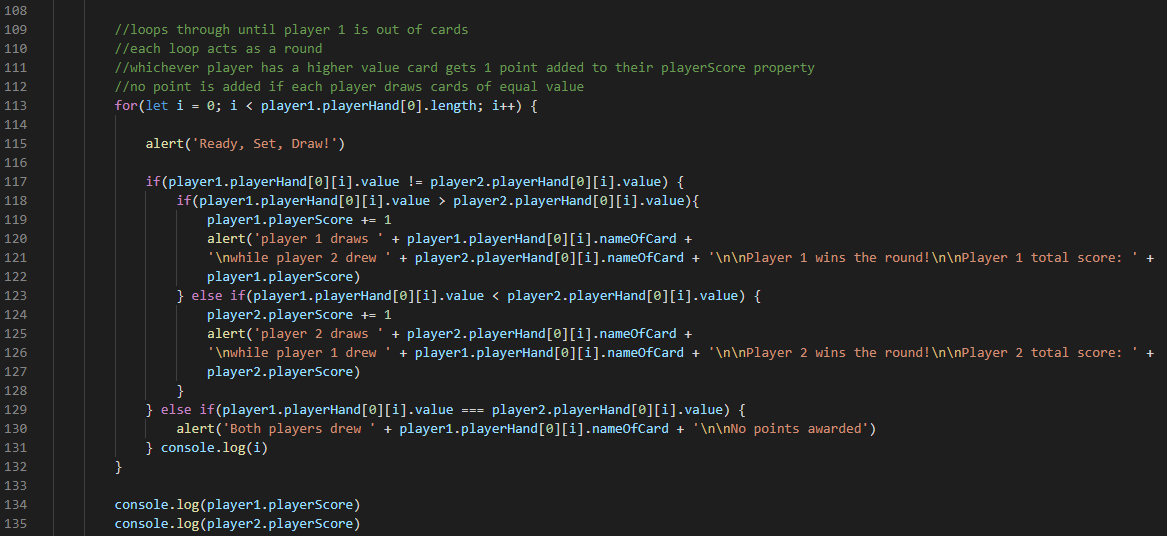 108
109 //loops through until player 1 is out of cards
110 //each loop acts as a round
111 //whichever player has a higher value card gets 1 point added to their playerScore property
112 //no point is added if each player draws cards of equal value
113 for(let i = 0; i < player1.playerHand[0].length; i++) {
114
115 alert('Ready, Set, Draw!')
116
117 if(player1.playerHand[0][i].value != player2.playerHand[0][i].value) {
118 if(player1.playerHand[0][i].value > player2.playerHand[0][i].value){
119 player1.playerScore += 1
120 alert('player 1 draws ' + player1.playerHand[0][i].nameOfCard +
121 '\nwhile player 2 drew ' + player2.playerHand[0][i].nameOfCard + '\n\nPlayer 1 wins the round!\n\nPlayer 1 total score: ' +
122 player1.playerScore)
123 } else if(player1.playerHand[0][i].value < player2.playerHand[0][i].value) {
124 player2.playerScore += 1
125 alert('player 2 draws ' + player2.playerHand[0][i].nameOfCard +
126 '\nwhile player 1 drew ' + player1.playerHand[0][i].nameOfCard + '\n\nPlayer 2 wins the round!\n\nPlayer 2 total score: ' +
127 player2.playerScore)
128 }
129 } else if(player1.playerHand[0][i].value === player2.playerHand[0][i].value) {
130 alert('Both players drew ' + player1.playerHand[0][i].nameOfCard + '\n\nNo points awarded')
131 } console.log(i)
132 }
133
134 console.log(player1.playerScore)
135 console.log(player2.playerScore)